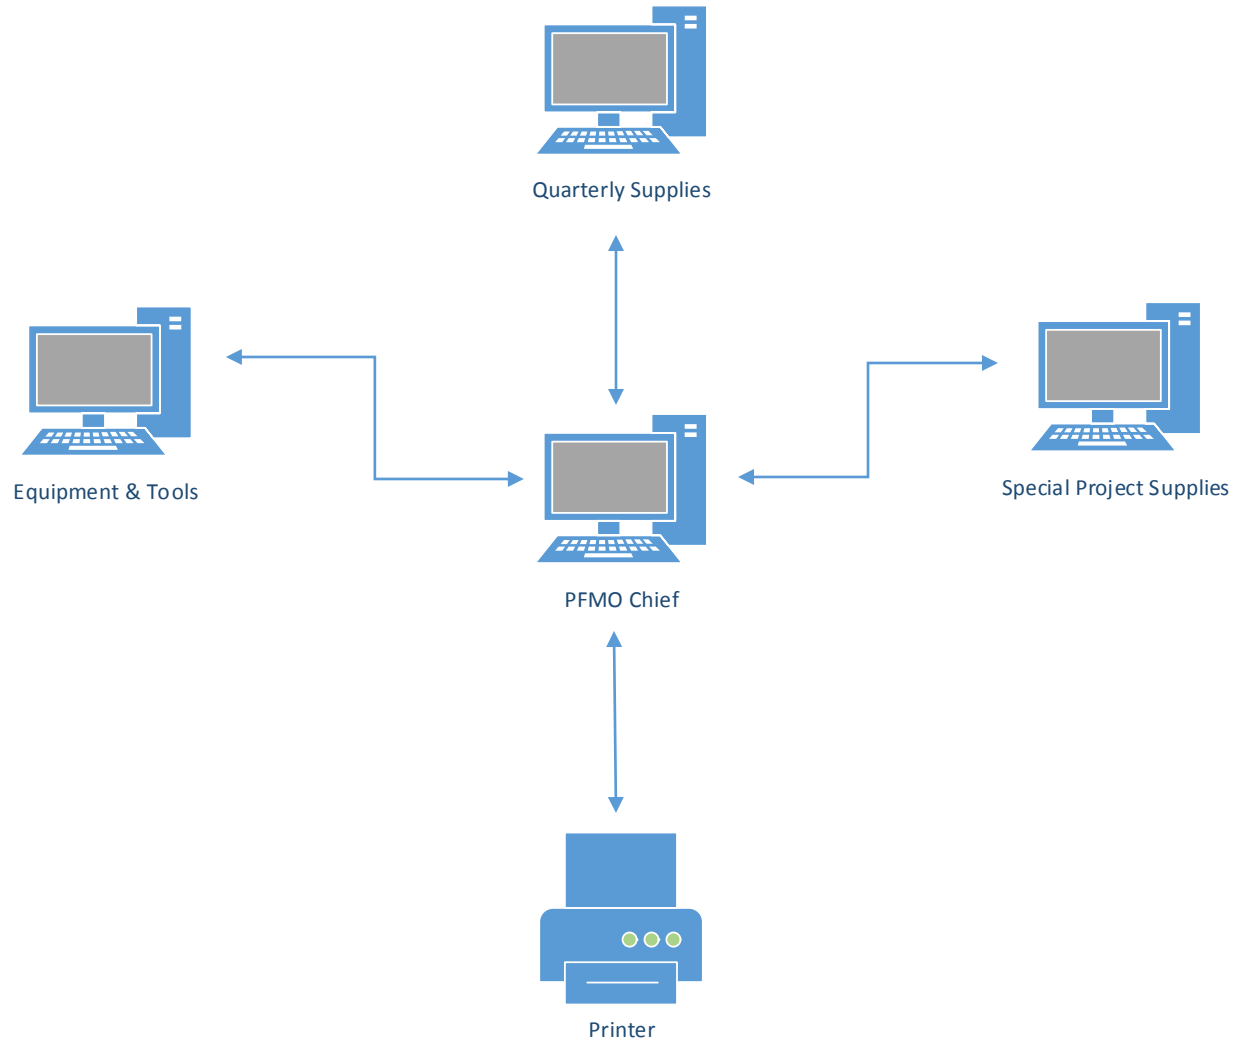 Quarterly Supplies
Equipment & Tools
Special Project Supplies
PFMO Chief
Printer